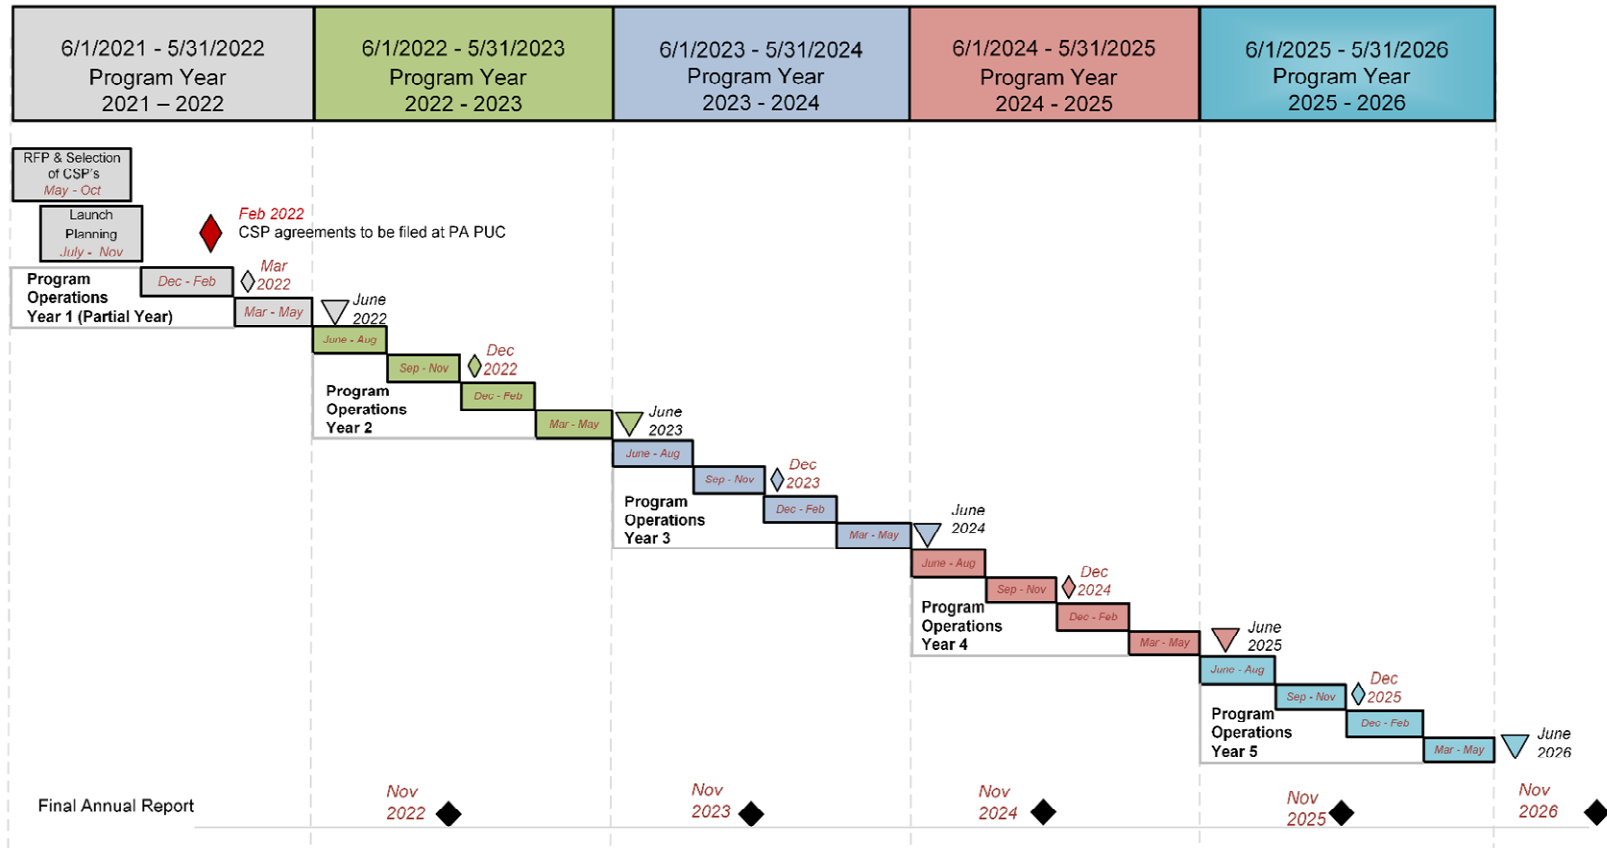 6/1/2021 - 5/31/2022
Program Year
2021 – 2022
6/1/2022 - 5/31/2023
Program Year
2022 - 2023
6/1/2023 - 5/31/2024
Program Year
2023 - 2024
6/1/2024 - 5/31/2025
Program Year
2024 - 2025
6/1/2025 - 5/31/2026
Program Year
2025 - 2026
RFP & Selection
of CSP's
May - Oct
Launch
Planning
July - Nov
Feb 2022
CSP agreements to be filed at PA PUC
Program
Operations
Year 1 (Partial Year)
Dec - Feb
Mar
2022
Mar - May
June
2022
June - Aug
Sep - Nov
Dec
2022
Program
Operations
Year 2
Dec - Feb
Mar - May
June
2023
June - Aug
Sep - Nov
Dec
2023
Program
Operations
Year 3
Dec - Feb
Mar - May
June
2024
June - Aug
Sep - Nov
Dec
2024
Program
Operations
Year 4
Dec - Feb
Mar - May
June
2025
June - Aug
Sep - Nov
Dec
2025
Program
Operations
Year 5
Dec - Feb
Mar - May
June
2026
Final Annual Report
Nov
2022
Nov
2023
Nov
2024
Nov
2025
Nov
2026